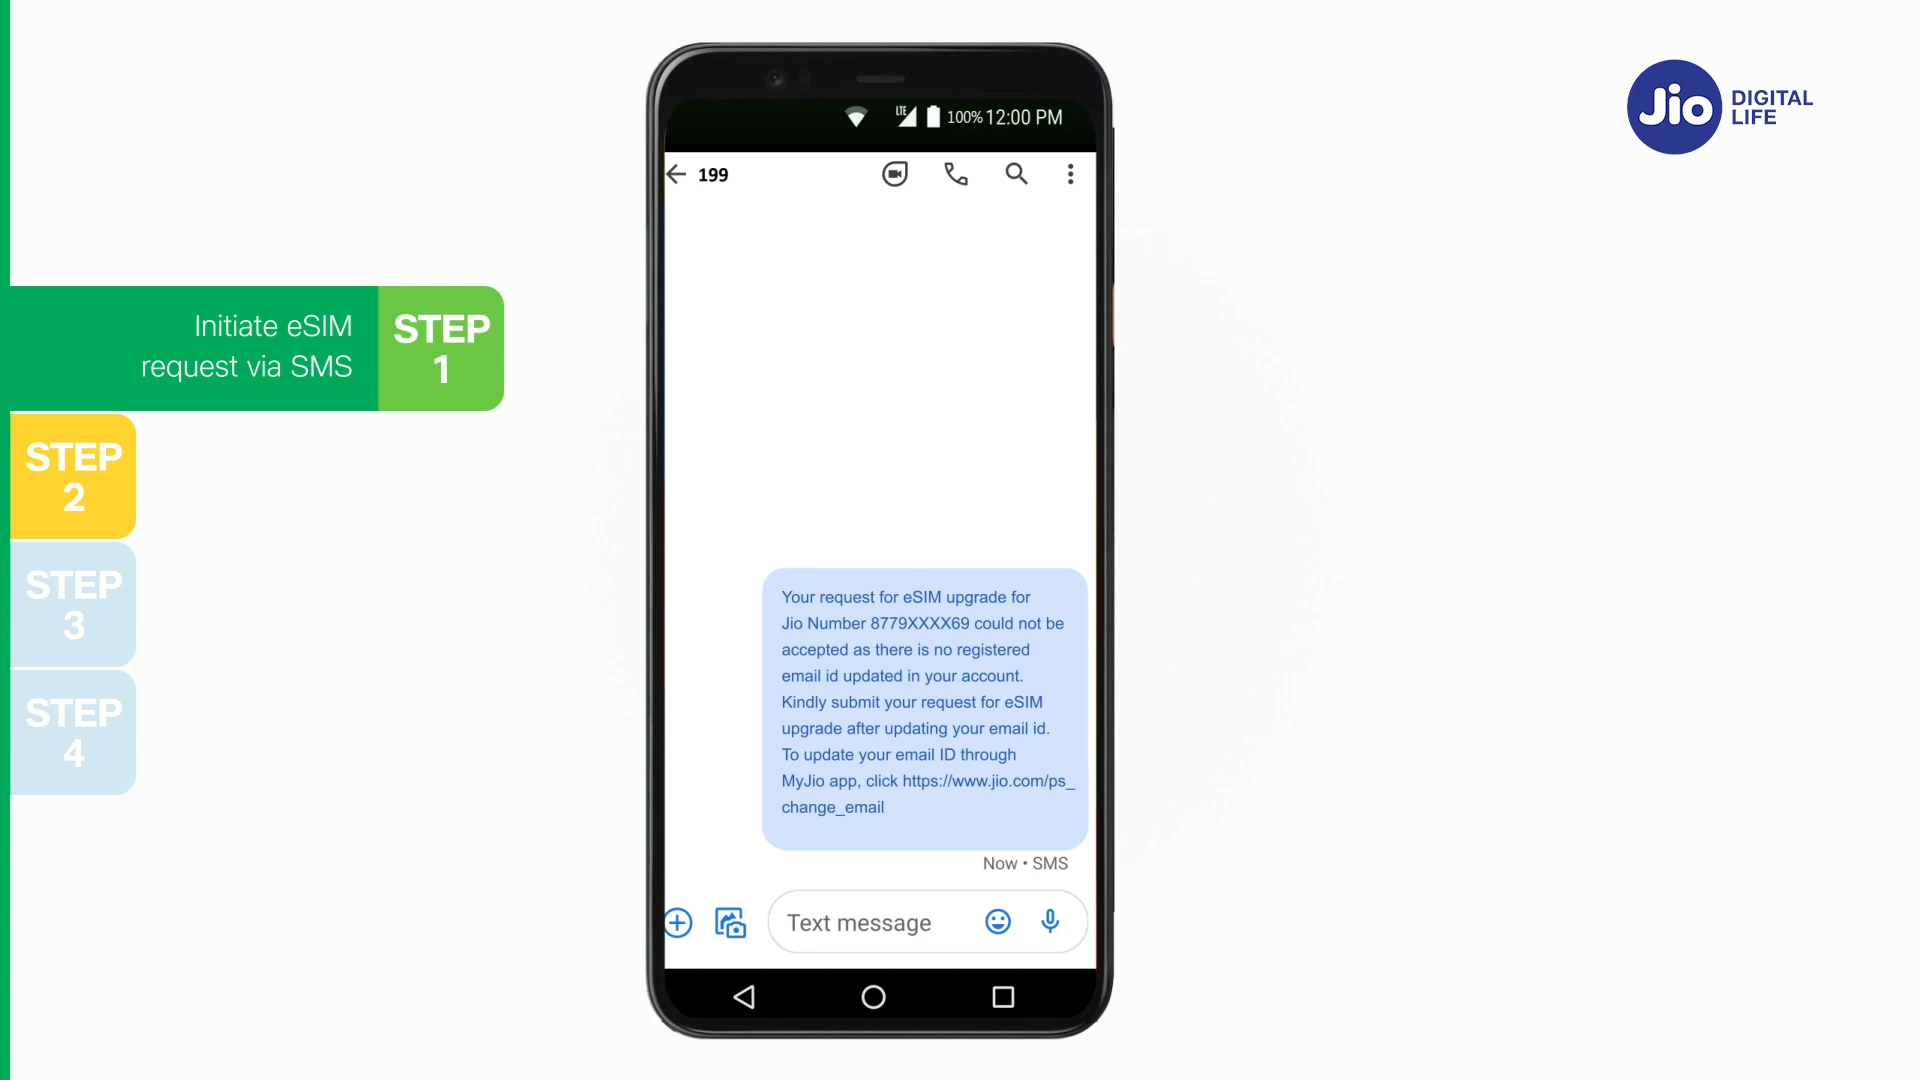 Jio DIGITAL
LIFE
LTE 100% 12:00 PM
199
Initiate eSIM
request via SMS
STEP
1
STEP
2
STEP
3
STEP
4
Your request for eSIM upgrade for
Jio Number 8779XXXX69 could not be
accepted as there is no registered
email id updated in your account.
Kindly submit your request for eSIM
upgrade after updating your email id.
To update your email ID through
MyJio app, click https://www.jio.com/ps_
change_email
Now • SMS
Text message